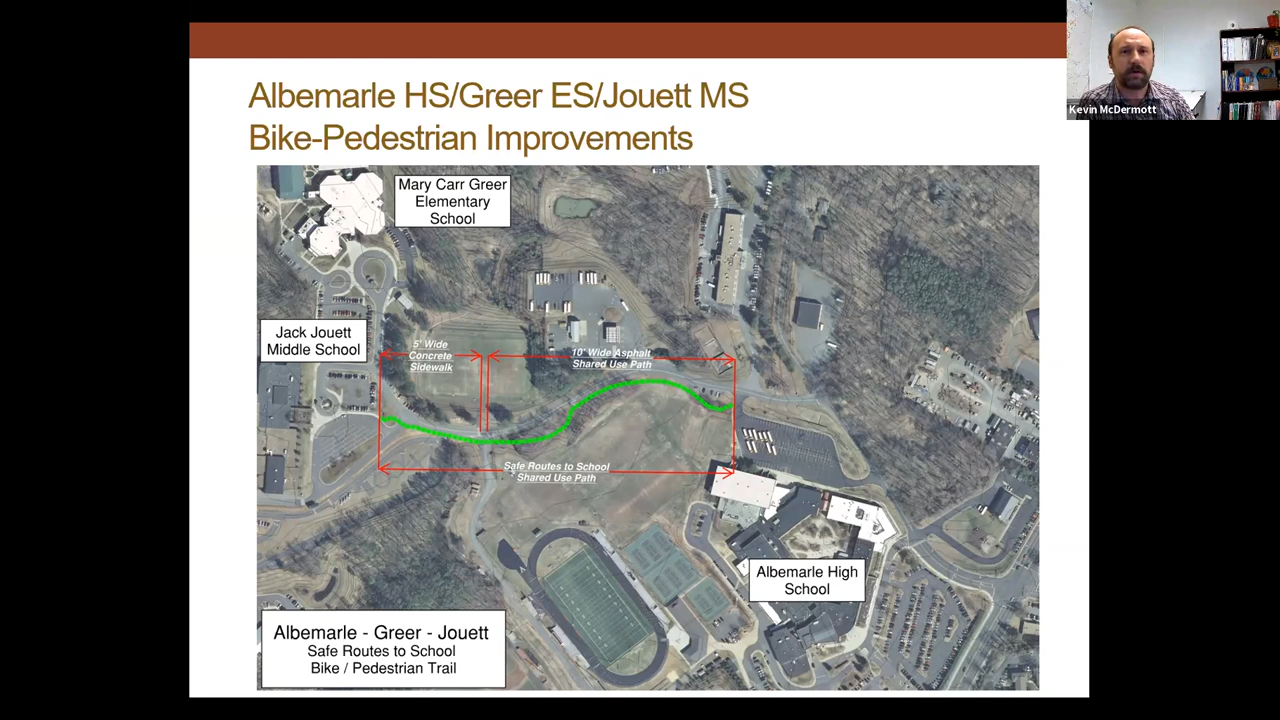 Albemarle HS/Greer ES/Jouett MS
Bike-Pedestrian Improvements
Kevin McDermott
Mary Carr Greer
Elementary
School
Jack Jouett
Middle School
5' Wide
Concrete
Sidewalk
10' Wide Asphalt
Shared Use Path
Safe Routes to School
Shared Use Path
Albemarle High
School
Albemarle - Greer - Jouett
Safe Routes to School
Bike / Pedestrian Trail